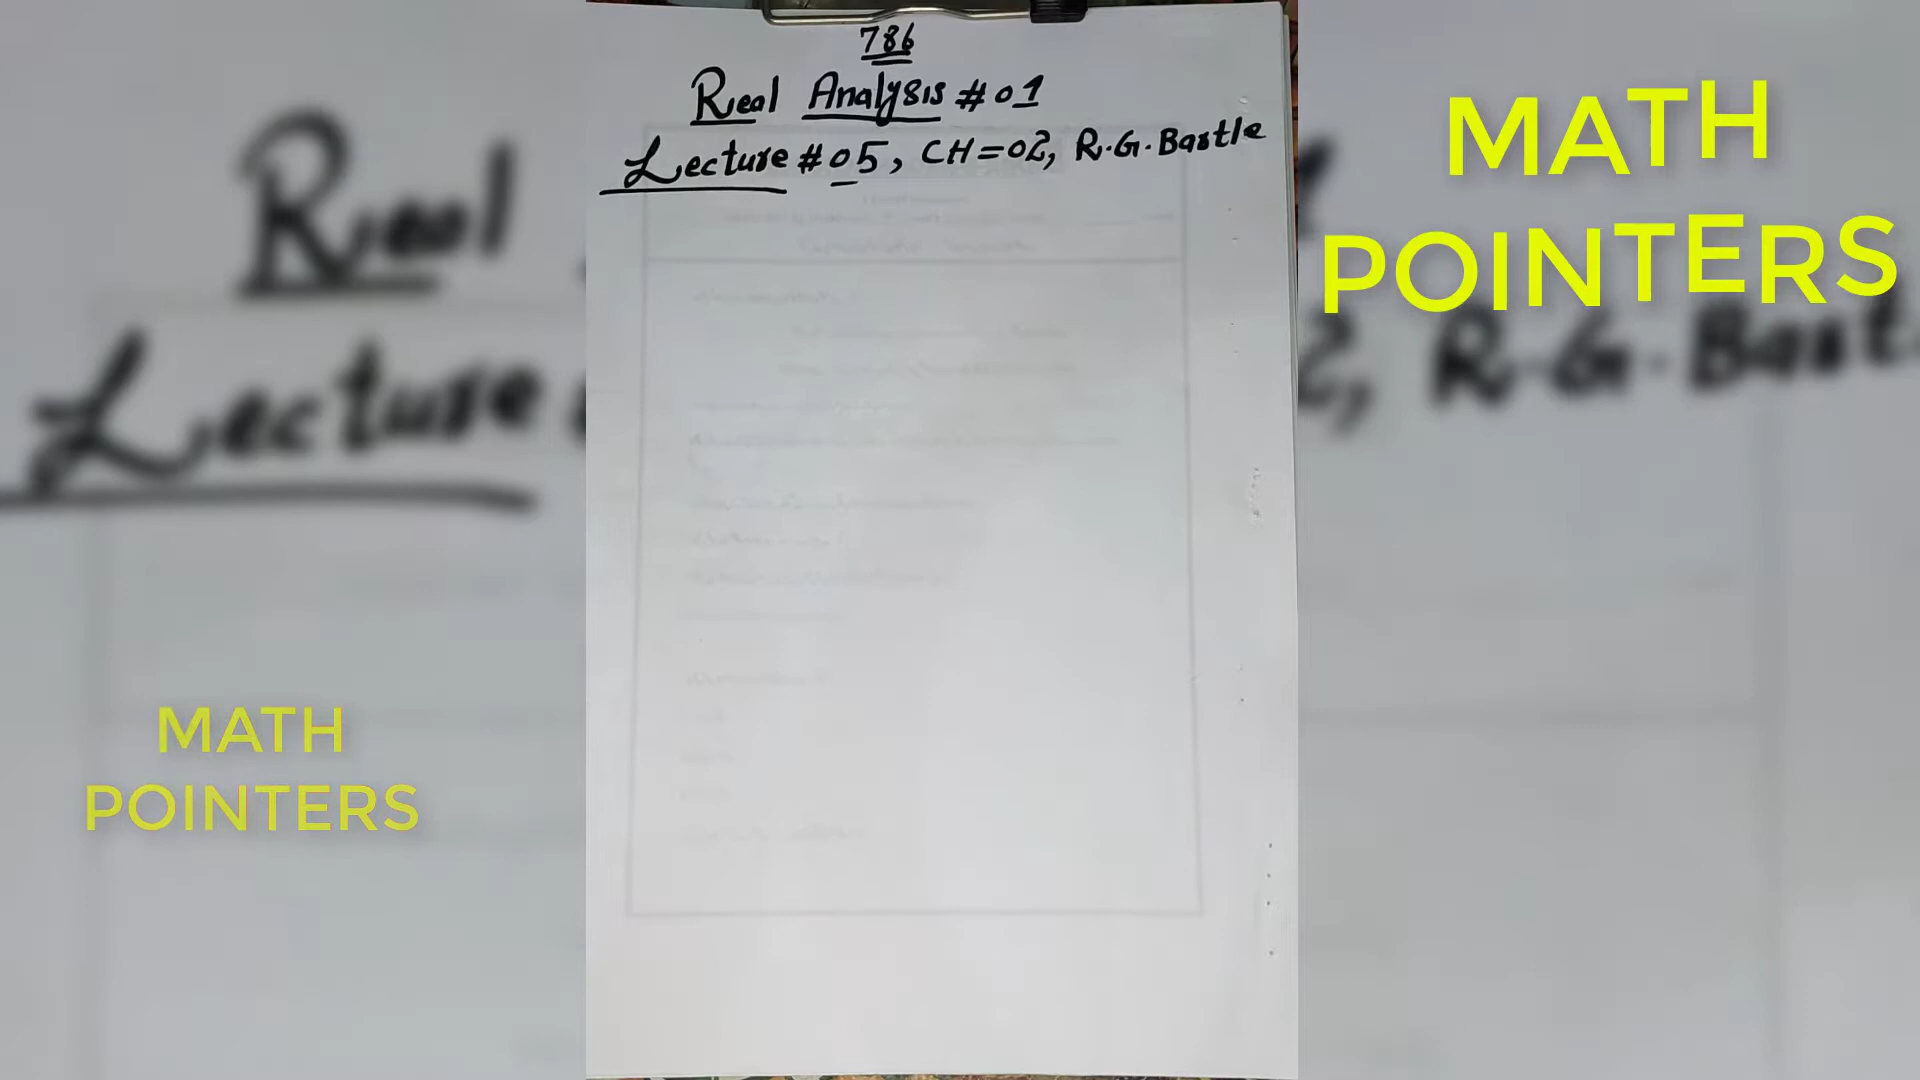 786
Real Analysis #01
Lecture #05, CH=02, R.G.Bartle
MATH
POINTERS
MATH
POINTERS